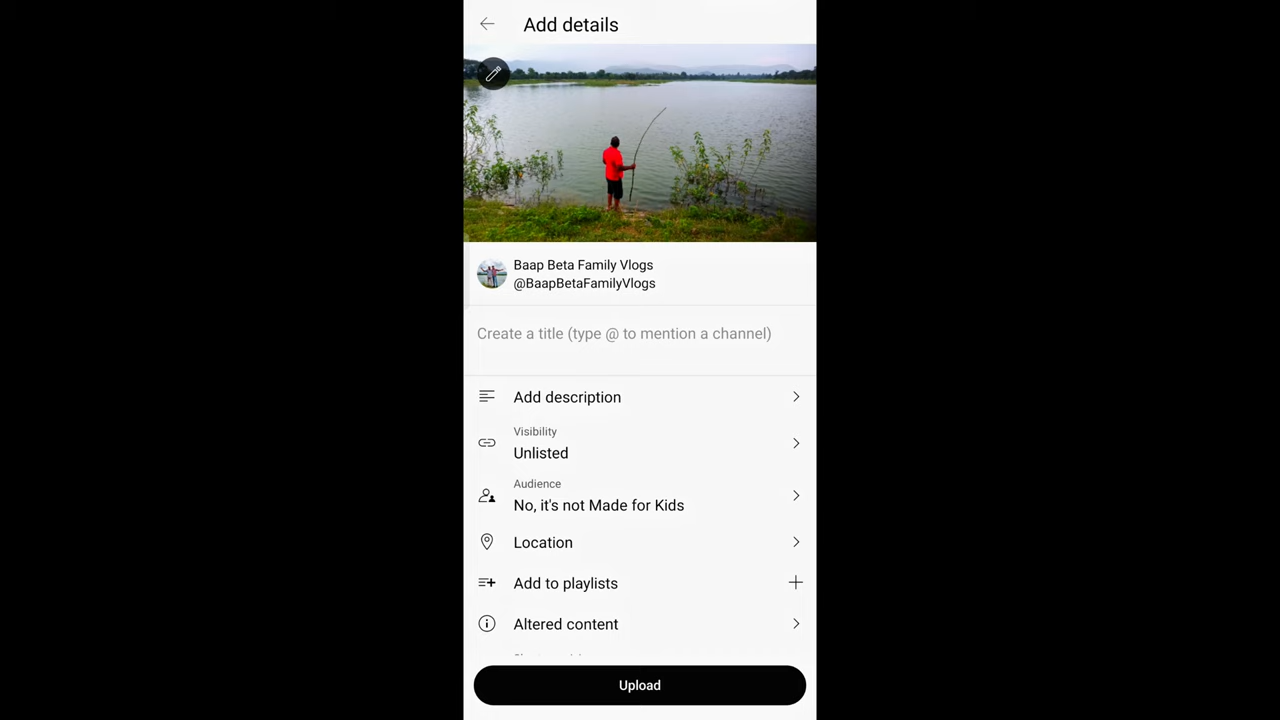 Add details
Baap Beta Family Vlogs
@BaapBetaFamilyVlogs
Create a title (type @ to mention a channel)
Add description
Visibility
Unlisted
Audience
No, it's not Made for Kids
Location
Add to playlists
Altered content
Upload